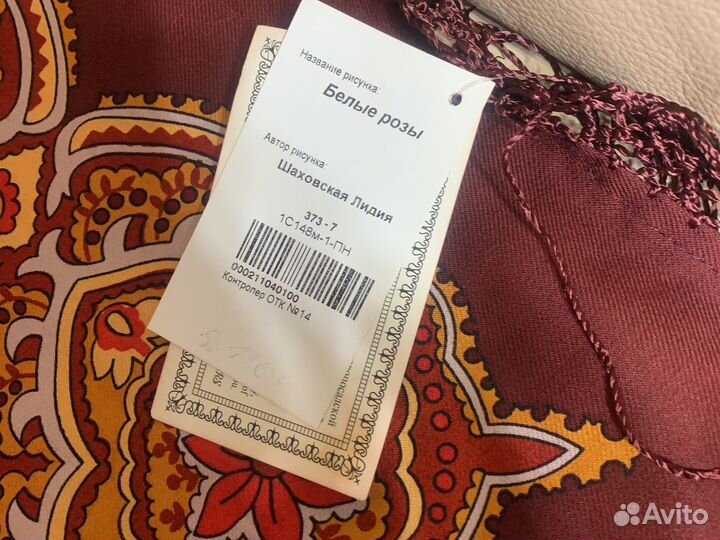 Название рисунка:
Белые розы
Автор рисунка:
Шаховская Лидия
373 - 7
1С148м-1-ПН
000211040100
Контролер ОТК №14
Avito